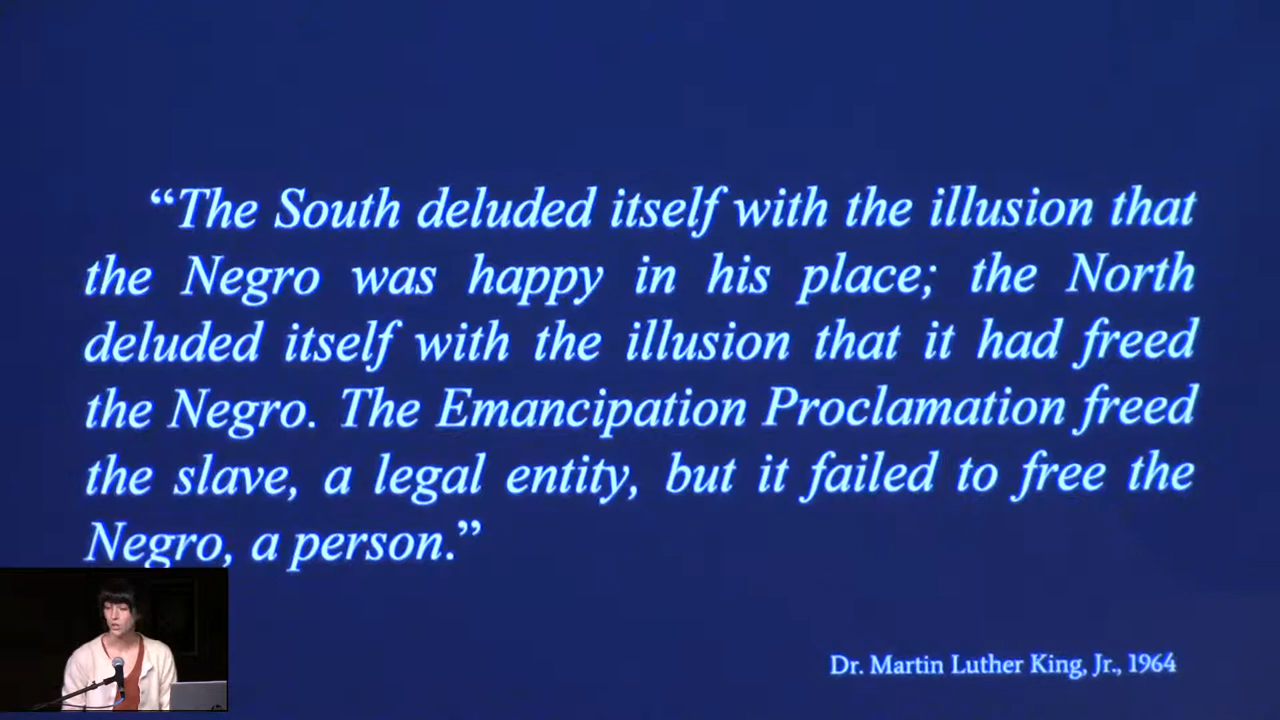 “The South deluded itself with the illusion that
the Negro was happy in his place; the North
deluded itself with the illusion that it had freed
the Negro. The Emancipation Proclamation freed
the slave, a legal entity, but it failed to free the
Negro, a person.”
Dr. Martin Luther King, Jr., 1964